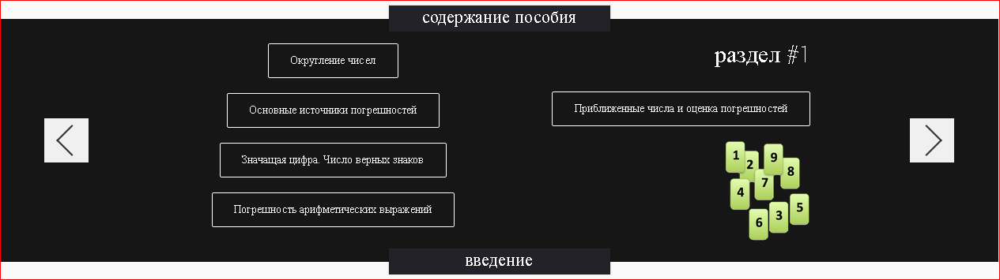 содержание пособия
Округление чисел
Основные источники погрешностей
Значащая цифра. Число верных знаков
Погрешность арифметических выражений
раздел #1
Приближенные числа и оценка погрешностей
1
2
9
8
7
4
5
3
6
введение